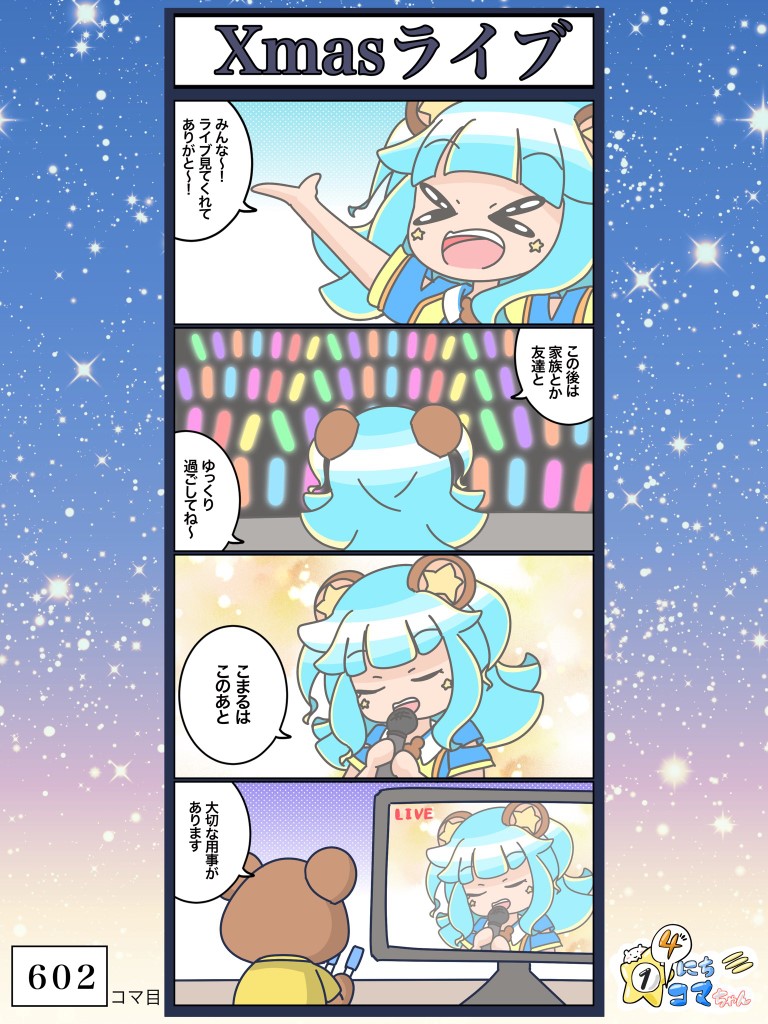 Xmasライブ
みんな〜!
ライブ見てくれて
ありがと〜!
この後は
家族とか
友達と
ゆっくり
過ごしてね〜
こまるは
このあと
大切な用事が
あります
LIVE
602
コマ目
1
4
にち
コマちゃん